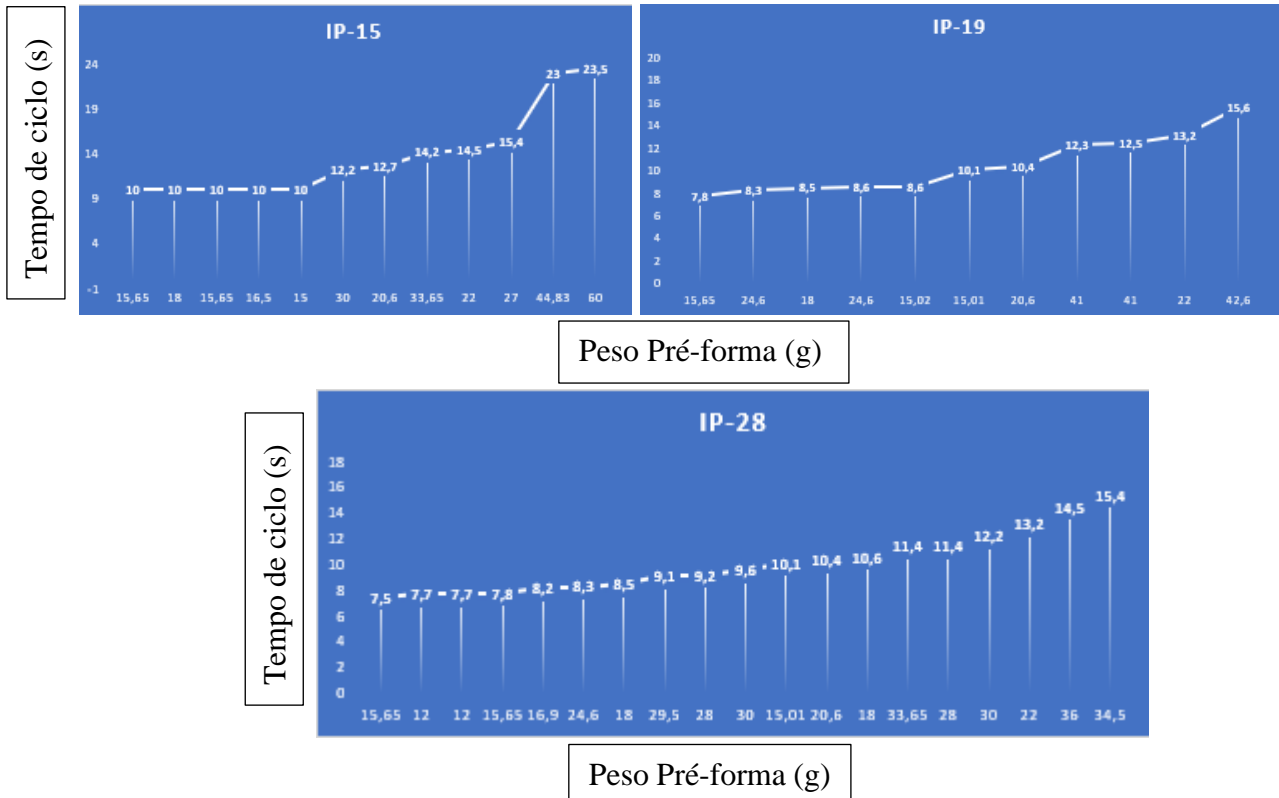 IP-15
Tempo de ciclo (s)
24
19
14
9
4
-1
10 10 10 10 10 12,2 12,7 14,2 14,5 15,4 23 23,5
15,65 18 15,65 16,5 15 30 20,6 33,65 22 27 44,83 60
IP-19
20
18
16
14
12
10
8
6
4
2
0
7,8 8,3 8,5 8,6 8,6 10,1 10,4 12,3 12,5 13,2 15,6
15,65 24,6 18 24,6 15,02 15,01 20,6 41 41 22 42,6
Peso Pré-forma (g)
IP-28
Tempo de ciclo (s)
18
16
14
12
10
8
6
4
2
0
7,5 7,7 7,7 7,8 8,2 8,3 8,5 9,1 9,2 9,6 10,1 10,4 10,6 11,4 11,4 12,2 13,2 14,5 15,4
15,65 12 12 15,65 16,9 24,6 18 29,5 28 30 15,01 20,6 18 33,65 28 30 22 36 34,5
Peso Pré-forma (g)